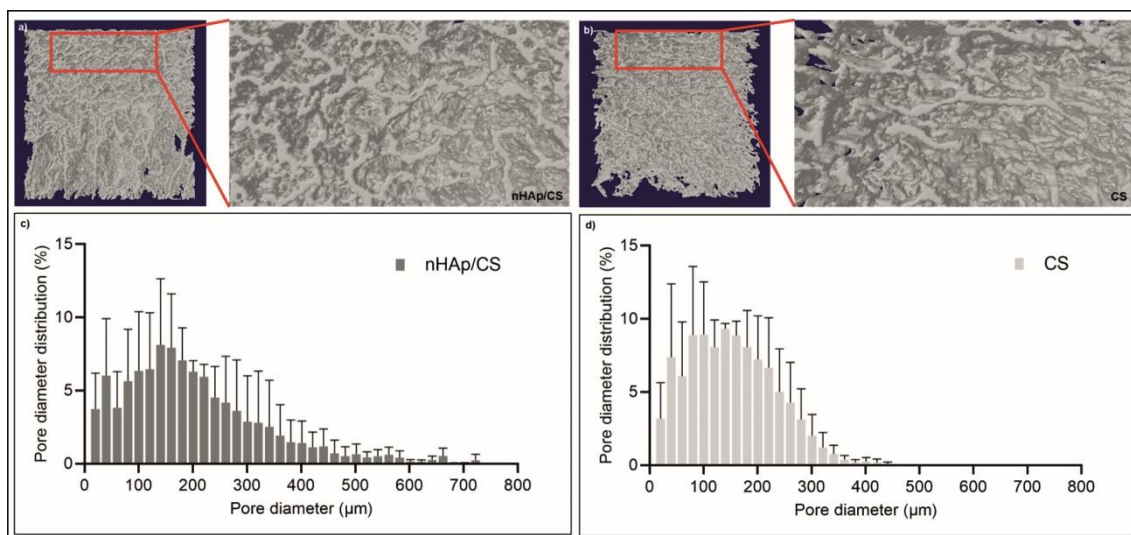 a)
nHAp/CS
b)
CS
c)
nHAp/CS
Pore diameter distribution (%)
15
10
5
0
0 100 200 300 400 500 600 700 800
Pore diameter (µm)
d)
CS
Pore diameter distribution (%)
15
10
5
0
0 100 200 300 400 500 600 700 800
Pore diameter (µm)